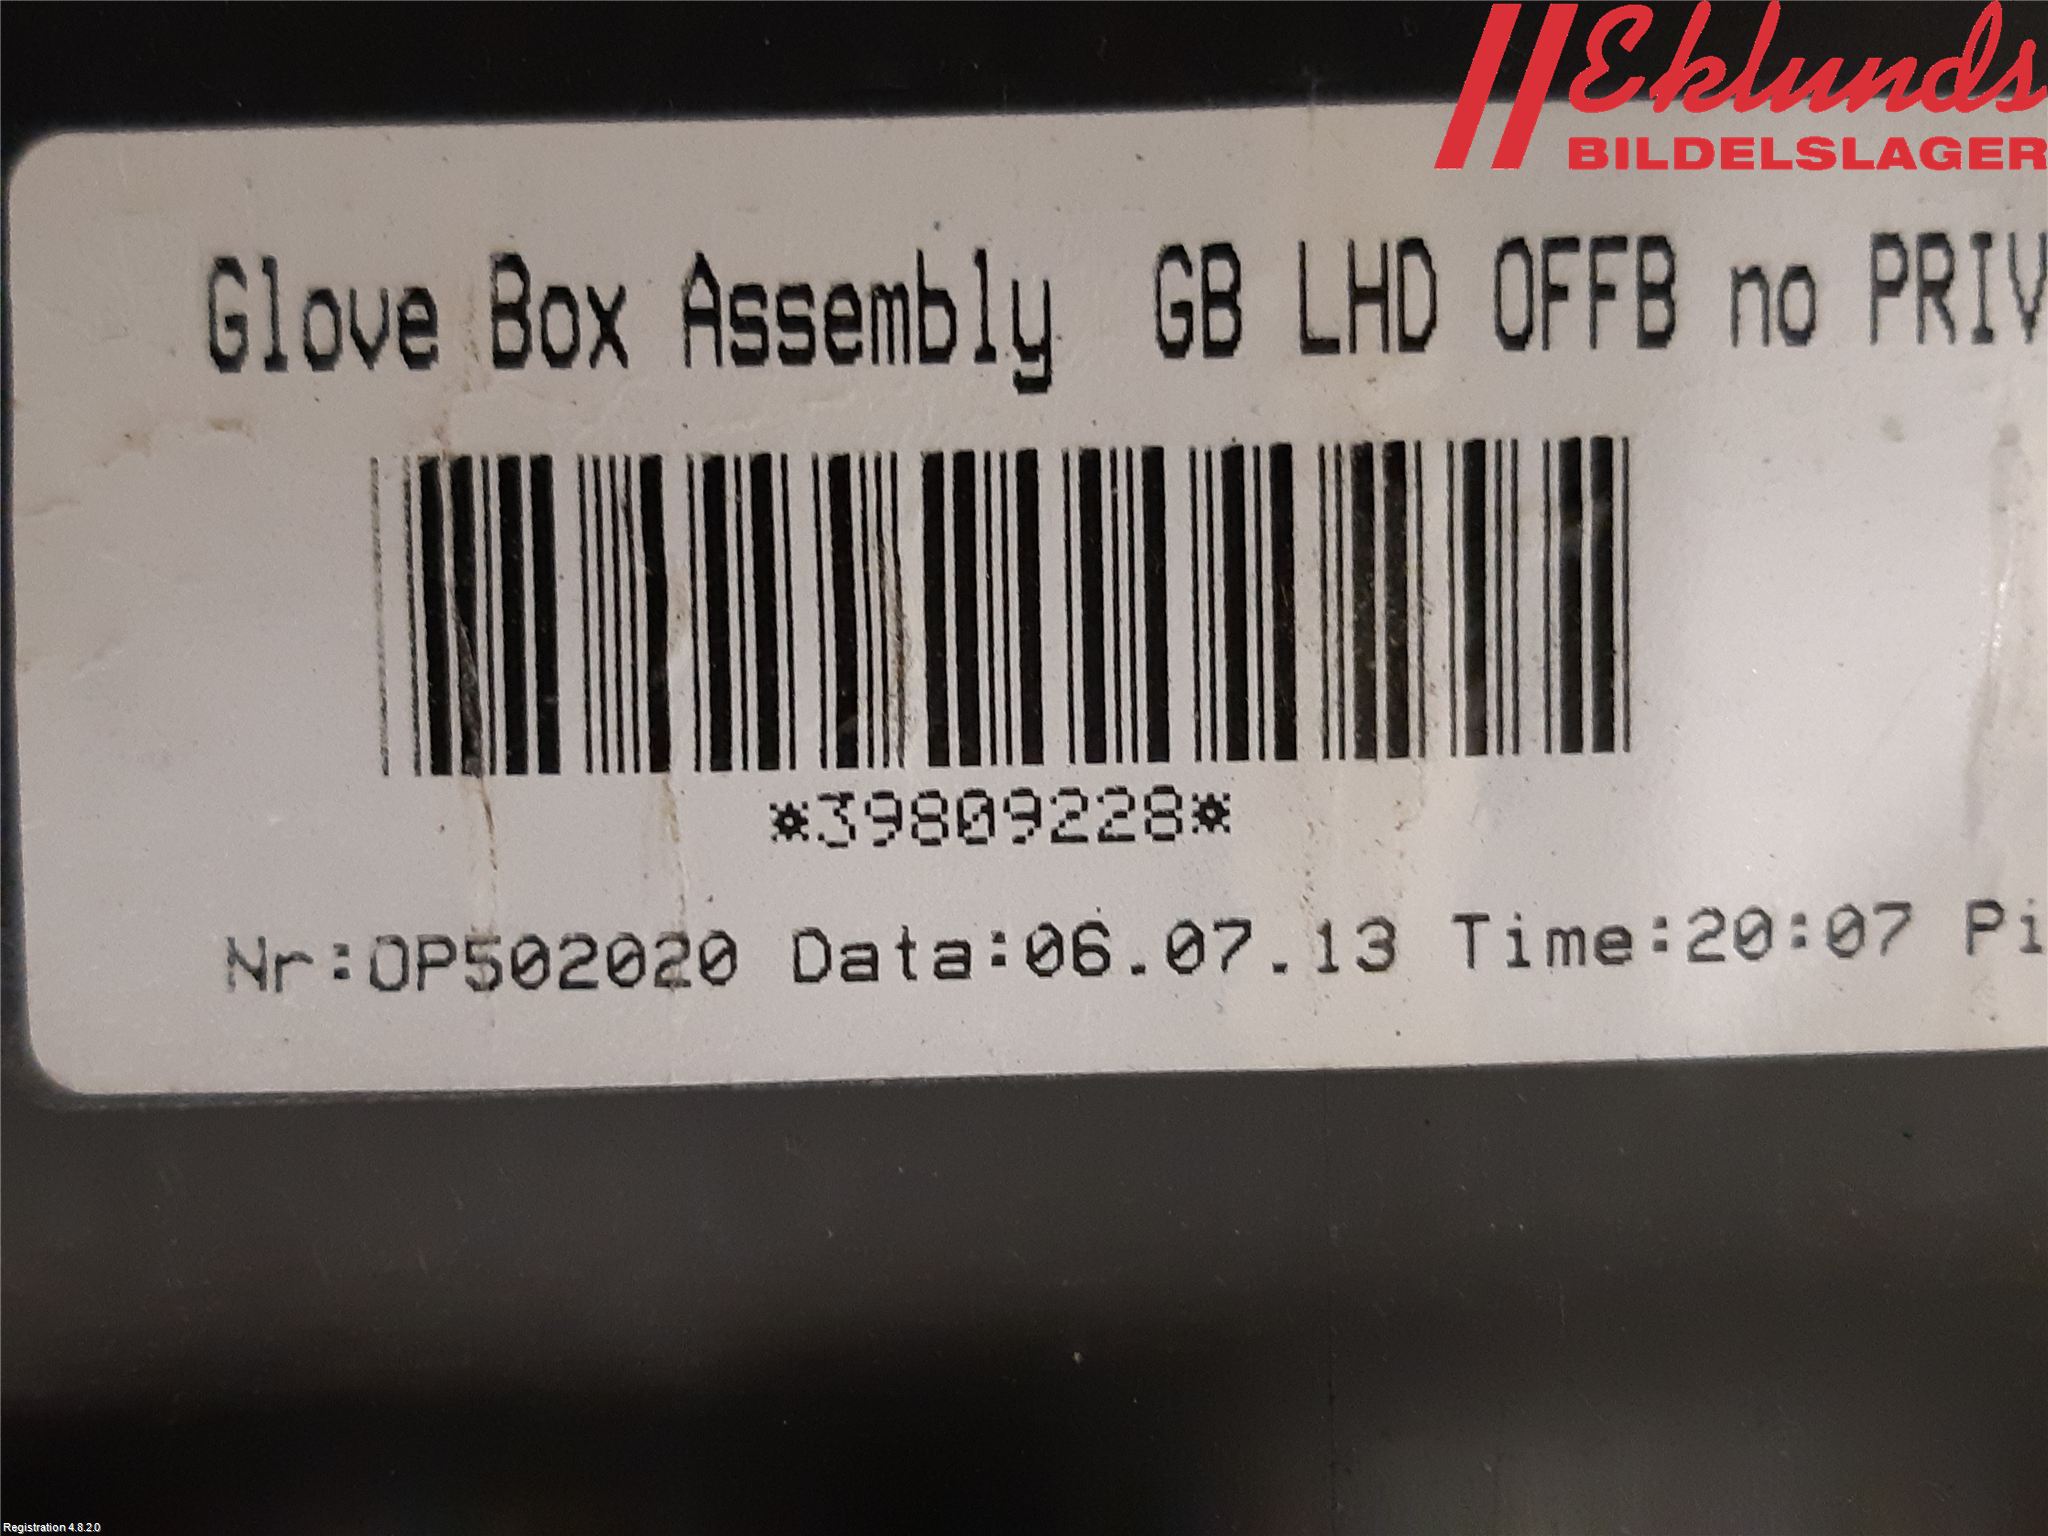 Eklunds
BILDELSLAGER
Glove Box Assembly GB LHD OFFB no PRIV
*39809228*
Nr:OP502020 Data:06.07.13 Time:20:07 Pi
Registration 4.8.2.0